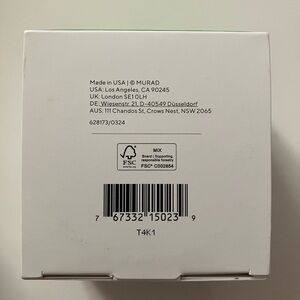 Made in USA | © MURAD
USA: Los Angeles, CA 90245
UK: London SE1 0LH
DE: Wiesenstr. 21, D-40549 Düsseldorf
AUS: 111 Chandos St, Crows Nest, NSW 2065
628173/0324
FSC
MIX
Board | Supporting
responsible forestry
FSC® C002854
7 67332 15023 9
T4K1